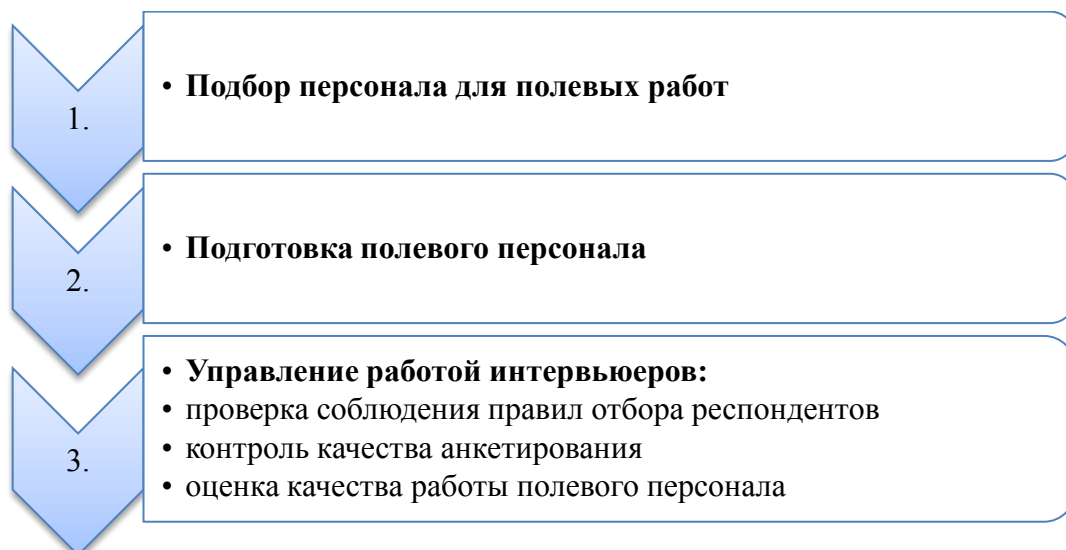 1.
• Подбор персонала для полевых работ
2.
• Подготовка полевого персонала
3.
• Управление работой интервьюеров:
• проверка соблюдения правил отбора респондентов
• контроль качества анкетирования
• оценка качества работы полевого персонала